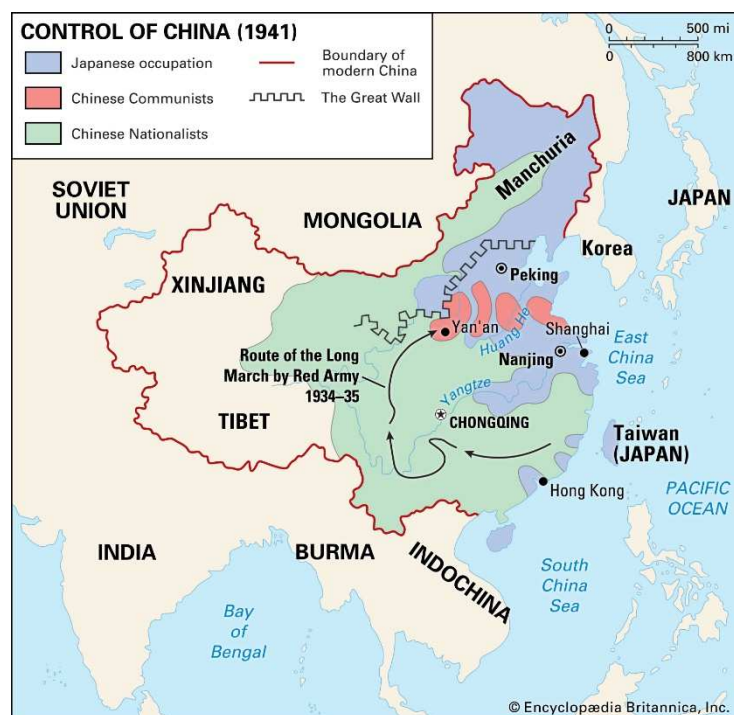 CONTROL OF CHINA (1941)
Japanese occupation
Chinese Communists
Chinese Nationalists
Boundary of
modern China
The Great Wall
0 500 mi
0 800 km
SOVIET
UNION
MONGOLIA
Manchuria
JAPAN
Korea
XINJIANG
Peking
Yan'an
Huang He
Shanghai
East
China
Sea
Nanjing
Route of the Long
March by Red Army
1934–35
Yangtze
TIBET
CHONGQING
Taiwan
(JAPAN)
Hong Kong
PACIFIC
OCEAN
INDIA
BURMA
INDOCHINA
South
China
Sea
Bay
of
Bengal
© Encyclopædia Britannica, Inc.